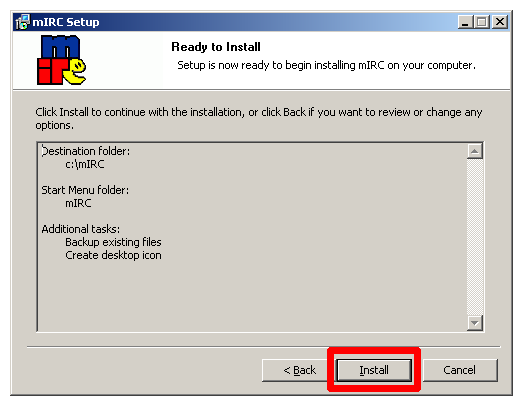 mIRC Setup
mirc
Ready to Install
Setup is now ready to begin installing mIRC on your computer.
Click Install to continue with the installation, or click Back if you want to review or change any
options.
Destination folder:
c:\mIRC
Start Menu folder:
mIRC
Additional tasks:
Backup existing files
Create desktop icon
< Back Install Cancel